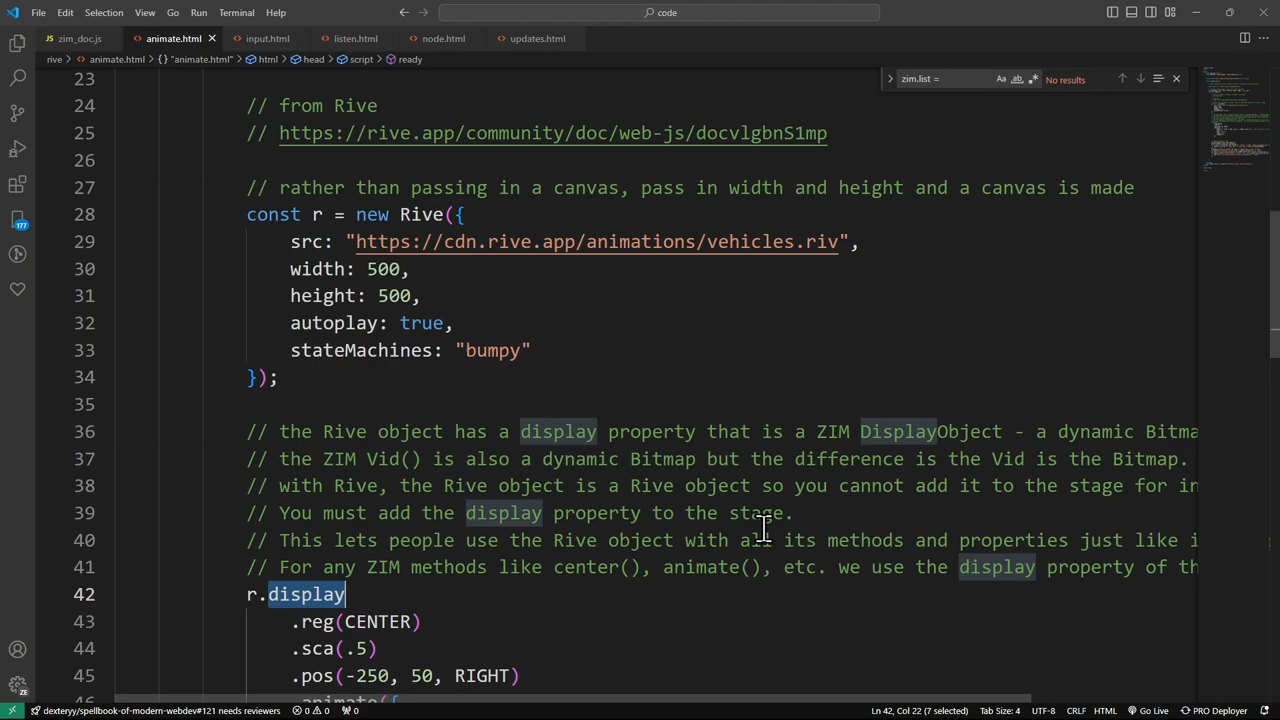 File Edit Selection View Go Run Terminal Help
code
zim_doc.js animate.html input.html listen.html node.html updates.html
rive > animate.html > {} "animate.html" > html > head > script > ready
zim.list = Aa ab .* No results
23
24 // from Rive
25 // https://rive.app/community/doc/web-js/docvlgbnS1mp
26
27 // rather than passing in a canvas, pass in width and height and a canvas is made
28 const r = new Rive({
29 src: "https://cdn.rive.app/animations/vehicles.riv",
30 width: 500,
31 height: 500,
32 autoplay: true,
33 stateMachines: "bumpy"
34 });
35
36 // the Rive object has a display property that is a ZIM DisplayObject - a dynamic Bitma
37 // the ZIM Vid() is also a dynamic Bitmap but the difference is the Vid is the Bitmap.
38 // with Rive, the Rive object is a Rive object so you cannot add it to the stage for in
39 // You must add the display property to the stage.
40 // This lets people use the Rive object with all its methods and properties just like i
41 // For any ZIM methods like center(), animate(), etc. we use the display property of th
42 r.display
43 .reg(CENTER)
44 .sca(.5)
45 .pos(-250, 50, RIGHT)
46 .animate({
177
ZE
dexteryy/spellbook-of-modern-webdev#121 needs reviewers 0 0 0 Ln 42, Col 22 (7 selected) Tab Size: 4 UTF-8 CRLF HTML Go Live PRO Deployer